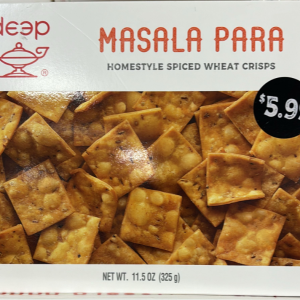 deep
®
MASALA PARA
HOMESTYLE SPICED WHEAT CRISPS
NET WT. 11.5 OZ (325 g)